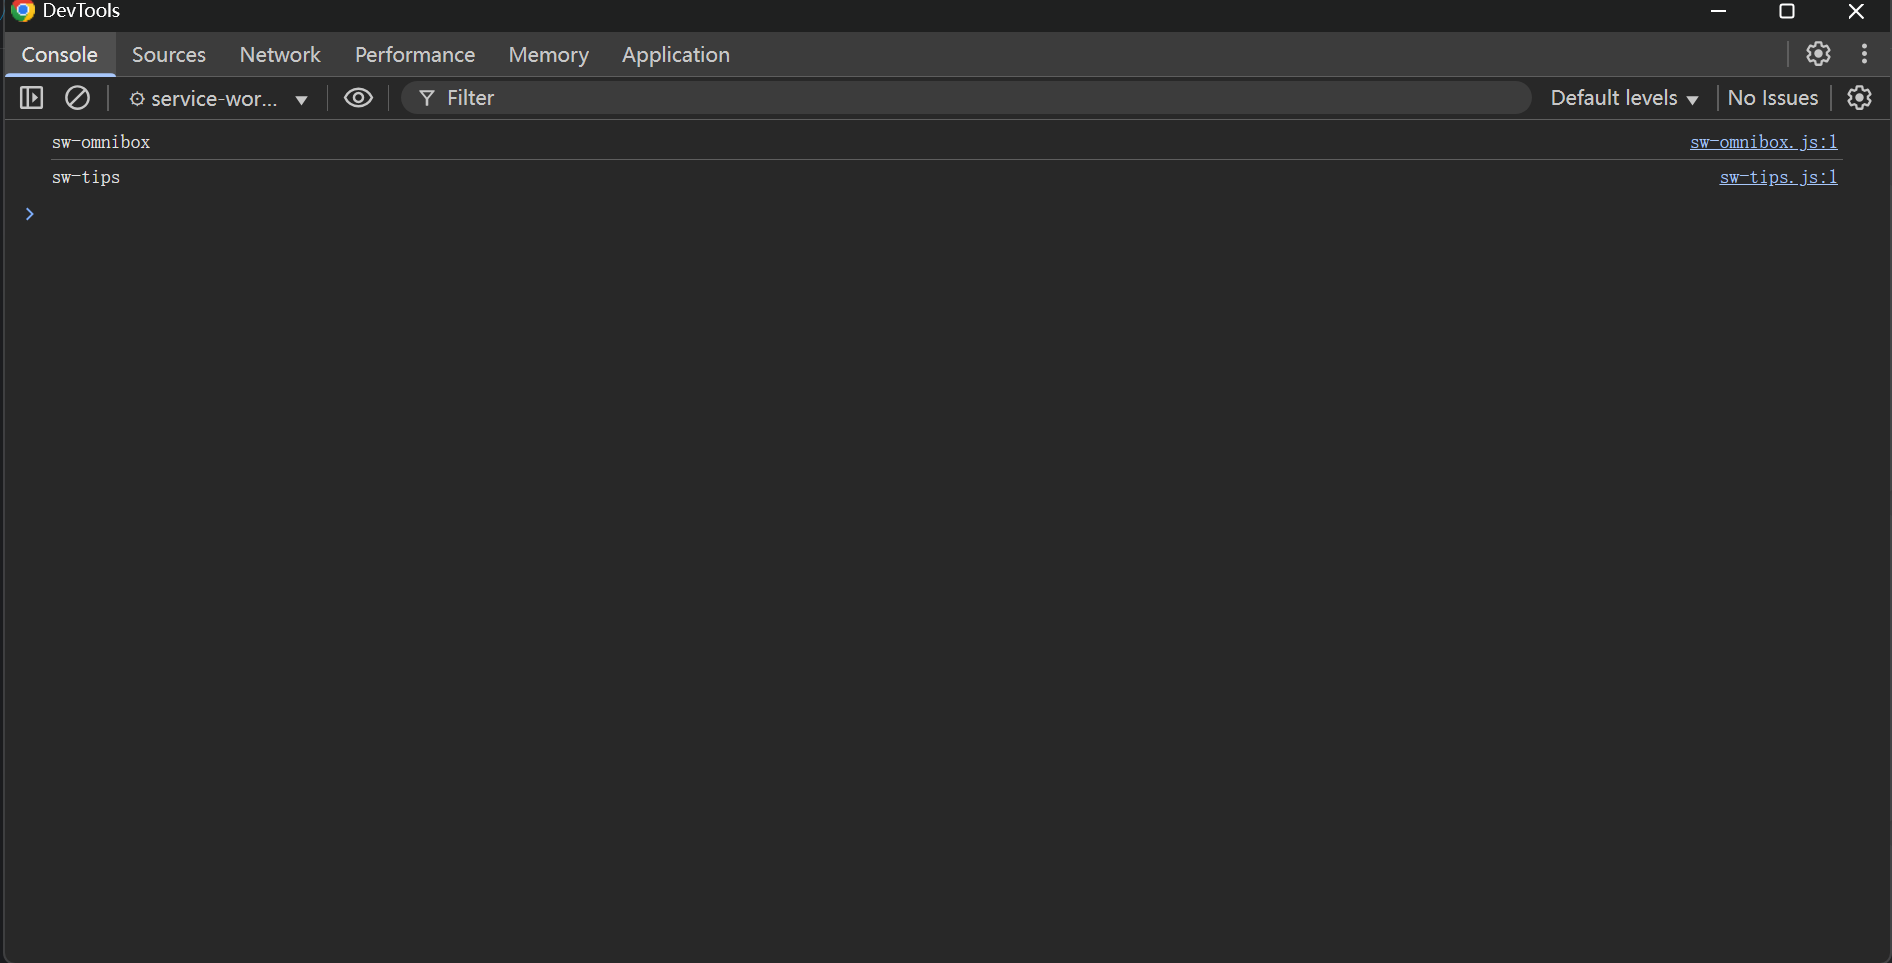 DevTools
Console Sources Network Performance Memory Application
service-wor... Filter Default levels No Issues
sw-omnibox sw-omnibox.js:1
sw-tips sw-tips.js:1